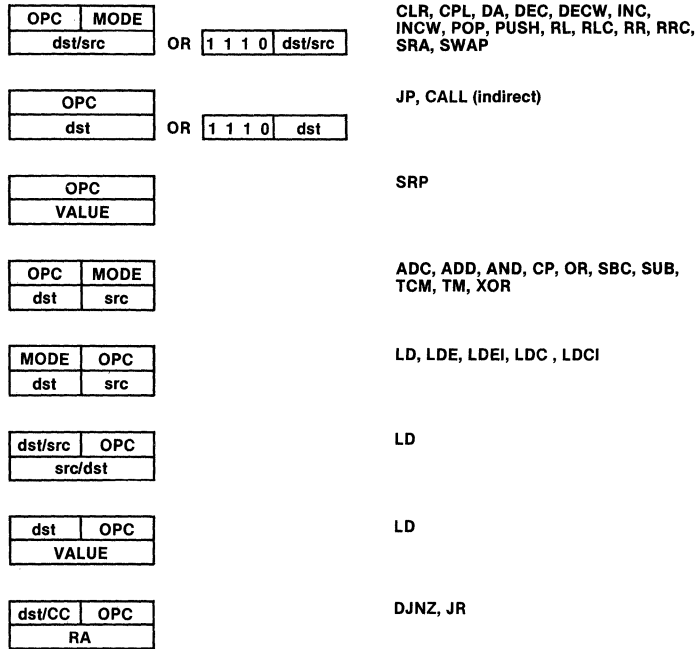 OPC MODE CLR, CPL, DA, DEC, DECW, INC,
dst/src OR 1 1 1 0 dst/src INCW, POP, PUSH, RL, RLC, RR, RRC,
SRA, SWAP
OPC JP, CALL (indirect)
dst OR 1 1 1 0 dst
OPC SRP
VALUE
OPC MODE ADC, ADD, AND, CP, OR, SBC, SUB,
dst src TCM, TM, XOR
MODE OPC LD, LDE, LDEI, LDC , LDCI
dst src
dst/src OPC LD
src/dst
dst OPC LD
VALUE
dst/CC OPC DJNZ, JR
RA